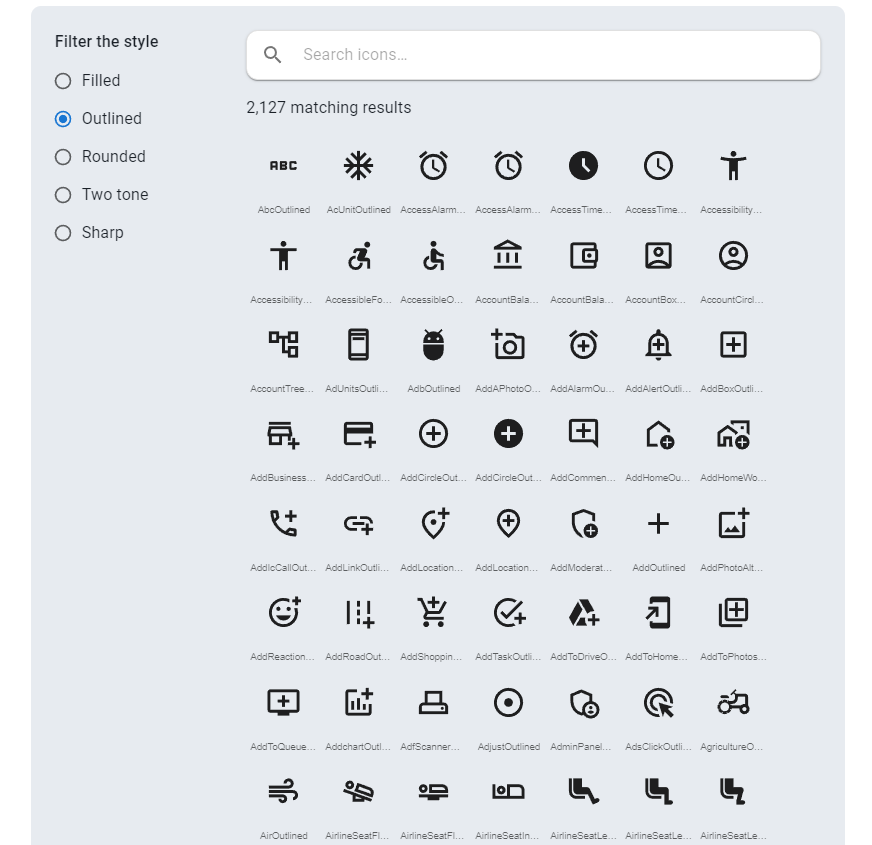 Filter the style
Filled
Outlined
Rounded
Two tone
Sharp
Search icons...
2,127 matching results
ABC
AbcOutlined AcUnitOutlined AccessAlarm... AccessAlarm... AccessTime... AccessTime... Accessibility...
Accessibility... AccessibleFo... AccessibleO... AccountBala... AccountBala... AccountBox... AccountCircl...
AccountTree... AdUnitsOutli... AdbOutlined AddAPhotoO... AddAlarmOu... AddAlertOutli... AddBoxOutli...
AddBusiness... AddCardOutl... AddCircleOut... AddCircleOut... AddCommen... AddHomeOu... AddHomeWo...
AddIcCallOut... AddLinkOutli... AddLocation... AddLocation... AddModerat... AddOutlined AddPhotoAlt...
AddReaction... AddRoadOut... AddShoppin... AddTaskOutli... AddToDriveO... AddToHome... AddToPhotos...
AddToQueue... AddchartOutl... AdfScanner... AdjustOutlined AdminPanel... AdsClickOutli... AgricultureO...
AirOutlined AirlineSeatFl... AirlineSeatFl... AirlineSeatIn... AirlineSeatLe... AirlineSeatLe... AirlineSeatLe...